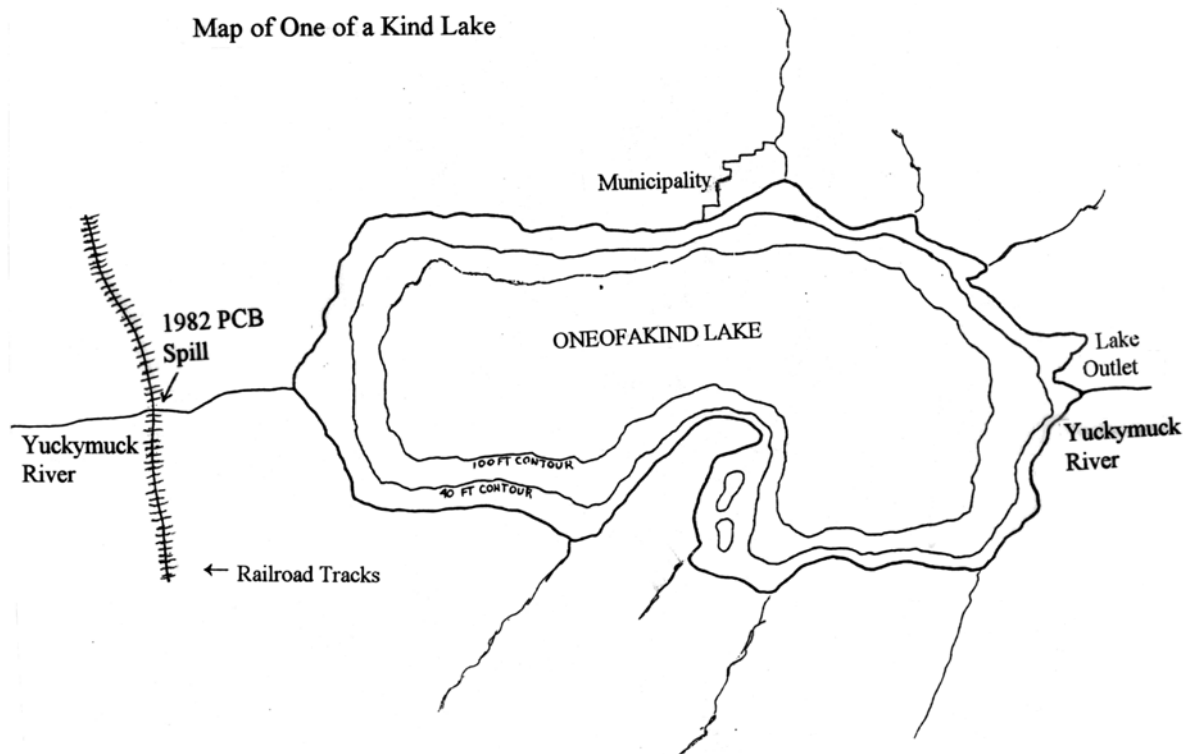 Map of One of a Kind Lake
Municipality
1982 PCB
Spill
ONEOFAKIND LAKE
Lake
Outlet
Yuckymuck
River
Yuckymuck
River
100 FT CONTOUR
40 FT CONTOUR
← Railroad Tracks